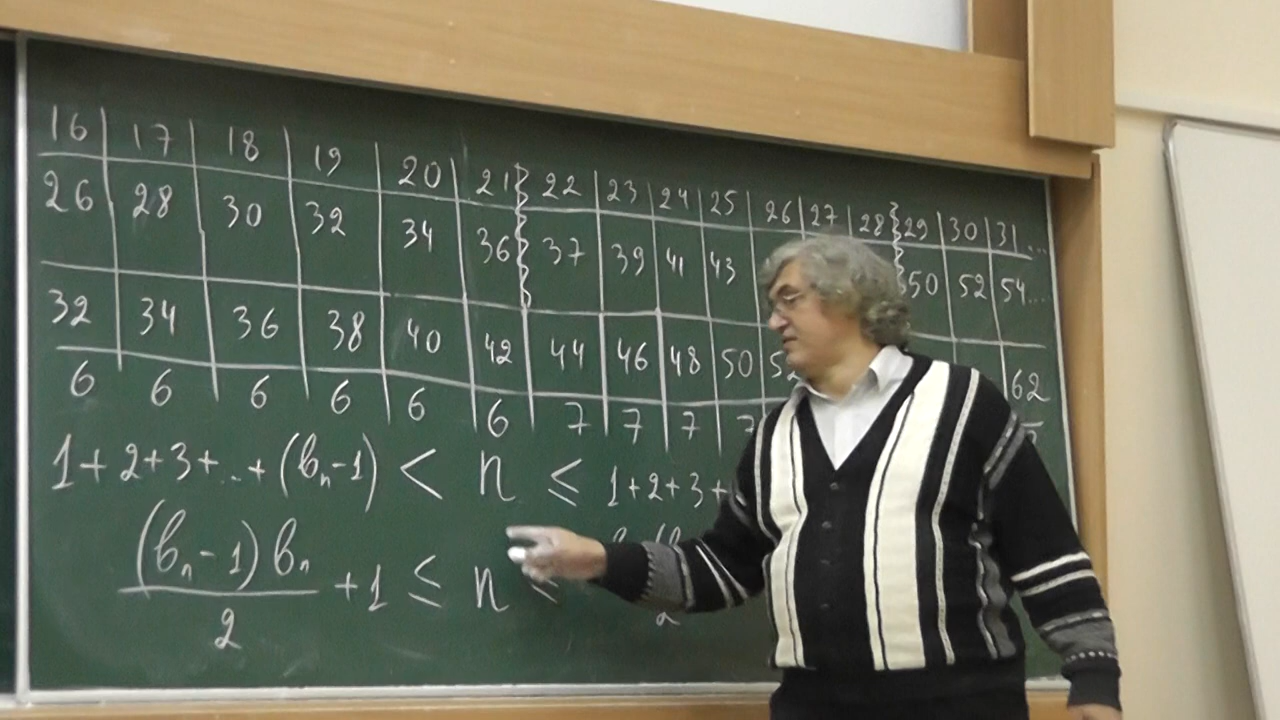 16 17 18 19 20 21 22 23 24 25 26 27 28 29 30 31 ...
26 28 30 32 34 36 37 39 41 43 50 52 54 ...
32 34 36 38 40 42 44 46 48 50 62
6 6 6 6 6 6 7 7 7 7
1+2+3+...+(bₙ-1) < n ≤ 1+2+3+
(bₙ-1)bₙ/2 +1 ≤ n ≤